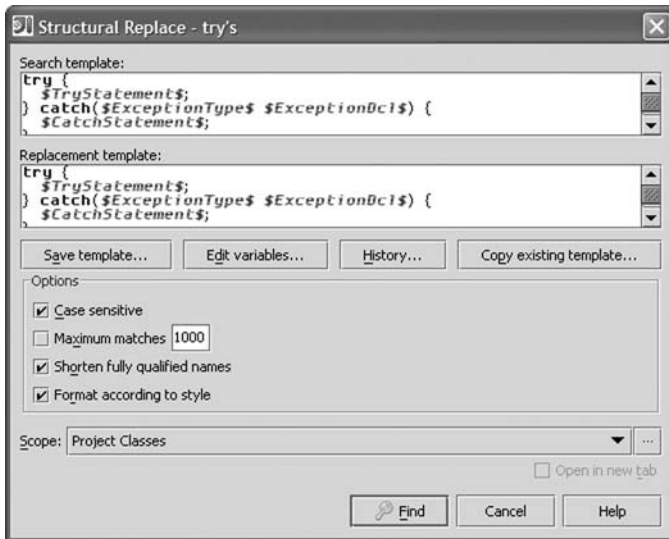 Structural Replace - try's
Search template:
try {
$TryStatement$;
} catch($ExceptionType$ $ExceptionDcl$) {
$CatchStatement$;
}
Replacement template:
try {
$TryStatement$;
} catch($ExceptionType$ $ExceptionDcl$) {
$CatchStatement$;
}
Save template...
Edit variables...
History...
Copy existing template...
Options
Case sensitive
Maximum matches 1000
Shorten fully qualified names
Format according to style
Scope: Project Classes ...
Open in new tab
Find
Cancel
Help